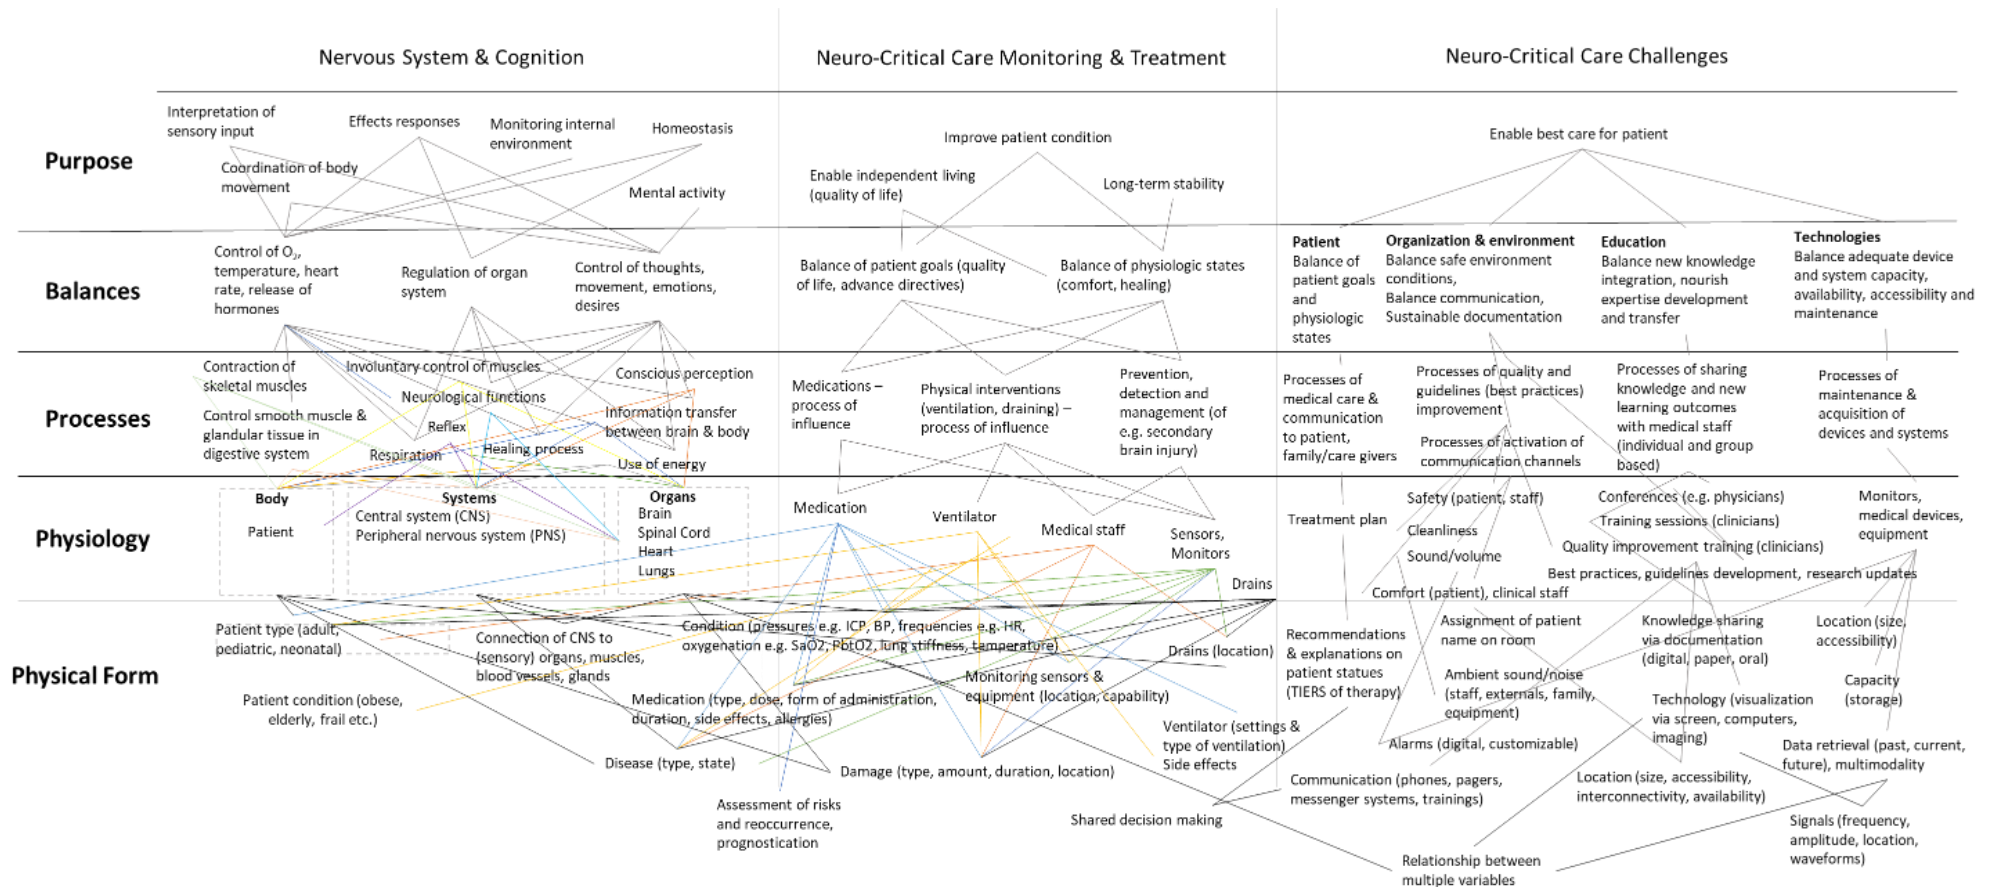 Nervous System & Cognition
Neuro-Critical Care Monitoring & Treatment
Neuro-Critical Care Challenges
Purpose
Interpretation of
sensory input
Effects responses
Monitoring internal
environment
Homeostasis
Coordination of body
movement
Mental activity
Improve patient condition
Enable independent living
(quality of life)
Long-term stability
Enable best care for patient
Balances
Control of O₂,
temperature, heart
rate, release of
hormones
Regulation of organ
system
Control of thoughts,
movement, emotions,
desires
Balance of patient goals (quality
of life, advance directives)
Balance of physiologic states
(comfort, healing)
Patient
Balance of
patient goals
and
physiologic
states
Organization & environment
Balance safe environment
conditions,
Balance communication,
Sustainable documentation
Education
Balance new knowledge
integration, nourish
expertise development
and transfer
Technologies
Balance adequate device
and system capacity,
availability, accessibility and
maintenance
Processes
Contraction of
skeletal muscles
Control smooth muscle &
glandular tissue in
digestive system
Involuntary control of muscles
Neurological functions
Reflex
Respiration
Healing process
Conscious perception
Information transfer
between brain & body
Use of energy
Medications –
process of
influence
Physical interventions
(ventilation, draining) –
process of influence
Prevention,
detection and
management (of
e.g. secondary
brain injury)
Processes of
medical care &
communication
to patient,
family/care givers
Processes of quality and
guidelines (best practices)
improvement
Processes of activation of
communication channels
Processes of sharing
knowledge and new
learning outcomes
with medical staff
(individual and group
based)
Processes of
maintenance &
acquisition of
devices and systems
Physiology
Body
Patient
Systems
Central system (CNS)
Peripheral nervous system (PNS)
Organs
Brain
Spinal Cord
Heart
Lungs
Medication
Ventilator
Medical staff
Sensors,
Monitors
Drains
Treatment plan
Safety (patient, staff)
Cleanliness
Sound/volume
Comfort (patient), clinical staff
Conferences (e.g. physicians)
Training sessions (clinicians)
Quality improvement training (clinicians)
Best practices, guidelines development, research updates
Monitors,
medical devices,
equipment
Physical Form
Patient type (adult,
pediatric, neonatal)
Patient condition (obese,
elderly, frail etc.)
Connection of CNS to
(sensory) organs, muscles,
blood vessels, glands
Condition (pressures e.g. ICP, BP, frequencies e.g. HR,
oxygenation e.g. SaO2, PbtO2, lung stiffness, tamperature)
Medication (type, dose, form of administration,
duration, side effects, allergies)
Disease (type, state)
Assessment of risks
and reoccurrence,
prognostication
Damage (type, amount, duration, location)
Monitoring sensors &
equipment (location, capability)
Drains (location)
Ventilator (settings &
type of ventilation)
Side effects
Shared decision making
Recommendations
& explanations on
patient statues
(TIERS of therapy)
Assignment of patient
name on room
Ambient sound/noise
(staff, externals, family,
equipment)
Alarms (digital, customizable)
Communication (phones, pagers,
messenger systems, trainings)
Knowledge sharing
via documentation
(digital, paper, oral)
Technology (visualization
via screen, computers,
imaging)
Location (size, accessibility,
interconnectivity, availability)
Location (size,
accessibility)
Capacity
(storage)
Data retrieval (past, current,
future), multimodality
Signals (frequency,
amplitude, location,
waveforms)
Relationship between
multiple variables